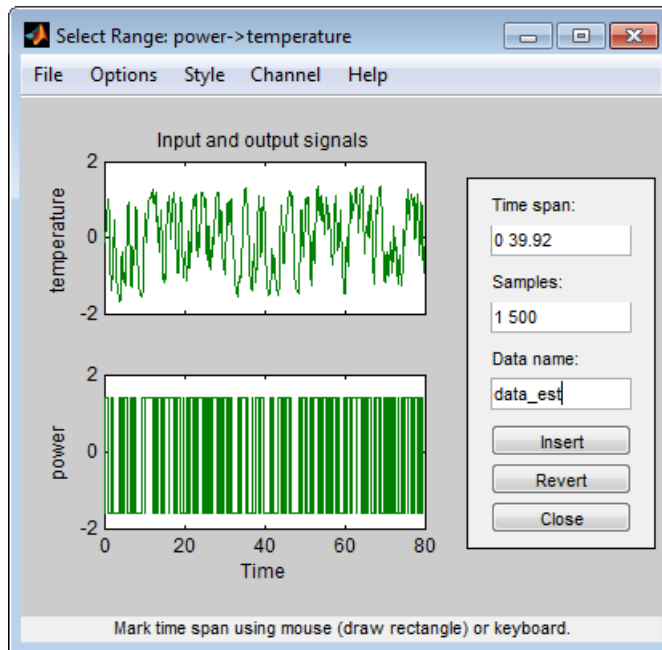 Select Range: power->temperature
File Options Style Channel Help
Input and output signals
2
0
-2
temperature
2
0
-2
power
0 20 40 60 80
Time
Time span:
0 39.92
Samples:
1 500
Data name:
data_est
Insert
Revert
Close
Mark time span using mouse (draw rectangle) or keyboard.